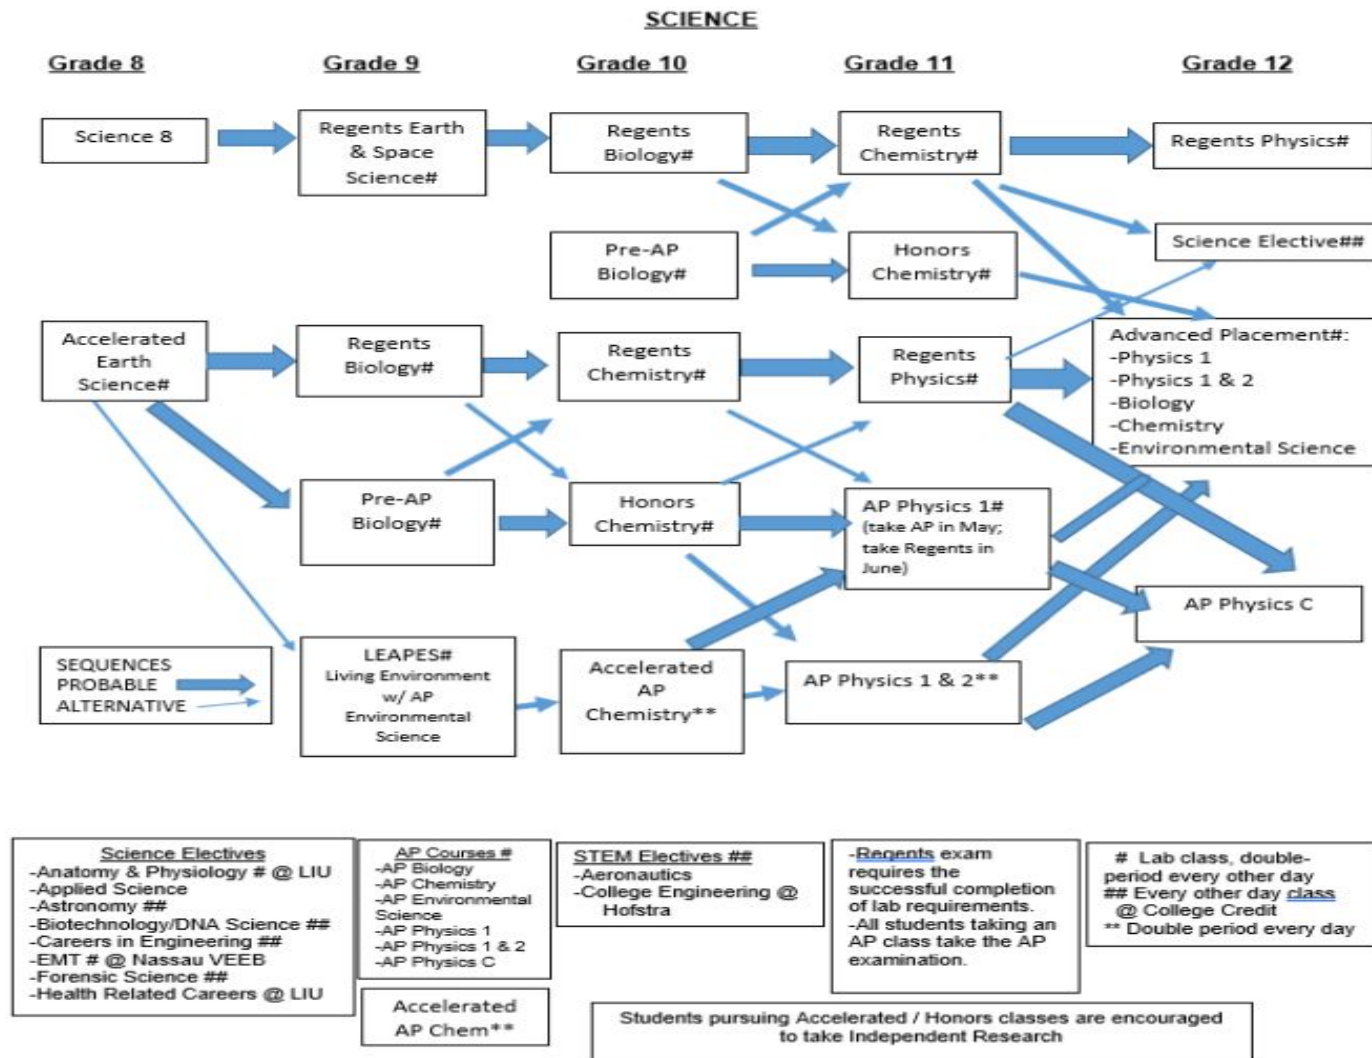 SCIENCE
Grade 8
Grade 9
Grade 10
Grade 11
Grade 12
Science 8
Regents Earth
& Space
Science#
Regents
Biology#
Regents
Chemistry#
Regents Physics#
Pre-AP
Biology#
Honors
Chemistry#
Science Elective##
Accelerated
Earth
Science#
Regents
Biology#
Regents
Chemistry#
Regents
Physics#
Advanced Placement#:
-Physics 1
-Physics 1 & 2
-Biology
-Chemistry
-Environmental Science
Pre-AP
Biology#
Honors
Chemistry#
AP Physics 1#
(take AP in May;
take Regents in
June)
AP Physics C
SEQUENCES
PROBABLE
ALTERNATIVE
LEAPES#
Living Environment
w/ AP
Environmental
Science
Accelerated
AP
Chemistry**
AP Physics 1 & 2**
Science Electives
-Anatomy & Physiology # @ LIU
-Applied Science
-Astronomy ##
-Biotechnology/DNA Science ##
-Careers in Engineering ##
-EMT # @ Nassau VEEB
-Forensic Science ##
-Health Related Careers @ LIU
AP Courses #
-AP Biology
-AP Chemistry
-AP Environmental
Science
-AP Physics 1
-AP Physics 1 & 2
-AP Physics C
Accelerated
AP Chem**
STEM Electives ##
-Aeronautics
-College Engineering @
Hofstra
-Regents exam
requires the
successful completion
of lab requirements.
-All students taking an
AP class take the AP
examination.
# Lab class, double-
period every other day
## Every other day class
@ College Credit
** Double period every day
Students pursuing Accelerated / Honors classes are encouraged
to take Independent Research